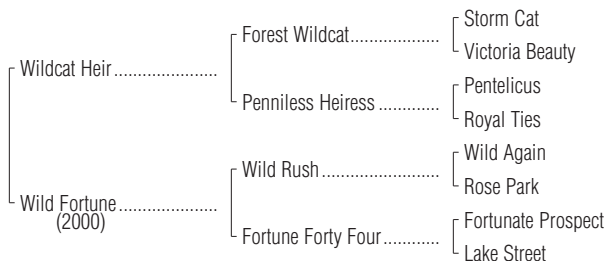 Storm Cat
Forest Wildcat....................
Victoria Beauty
Wildcat Heir.......................
Pentelicus
Penniless Heiress .............
Royal Ties
Wild Again
Wild Rush..........................
Rose Park
Wild Fortune......................
(2000)
Fortunate Prospect
Fortune Forty Four............
Lake Street